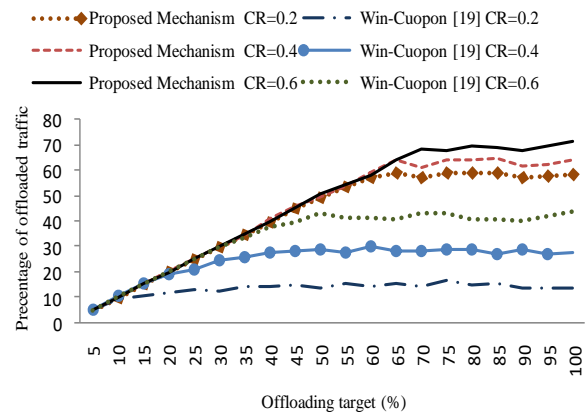 Proposed Mechanism CR=0.2
Win-Cuopon [19] CR=0.2
Proposed Mechanism CR=0.4
Win-Cuopon [19] CR=0.4
Proposed Mechanism CR=0.6
Win-Cuopon [19] CR=0.6
Precentage of offloaded traffic
80
70
60
50
40
30
20
10
0
5 10 15 20 25 30 35 40 45 50 55 60 65 70 75 80 85 90 95 100
Offloading target (%)